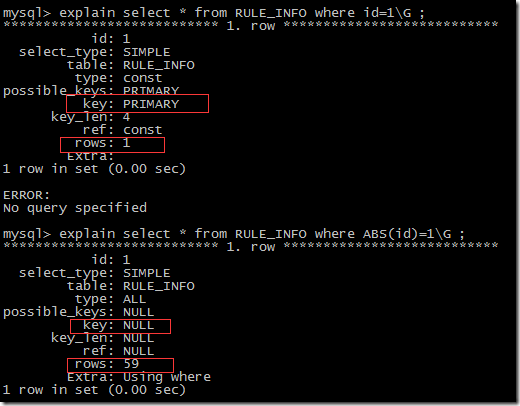 mysql> explain select * from RULE_INFO where id=1\G ;
*************************** 1. row ***************************
id: 1
select_type: SIMPLE
table: RULE_INFO
type: const
possible_keys: PRIMARY
key: PRIMARY
key_len: 4
ref: const
rows: 1
Extra:
1 row in set (0.00 sec)
ERROR:
No query specified
mysql> explain select * from RULE_INFO where ABS(id)=1\G ;
*************************** 1. row ***************************
id: 1
select_type: SIMPLE
table: RULE_INFO
type: ALL
possible_keys: NULL
key: NULL
key_len: NULL
ref: NULL
rows: 59
Extra: Using where
1 row in set (0.00 sec)